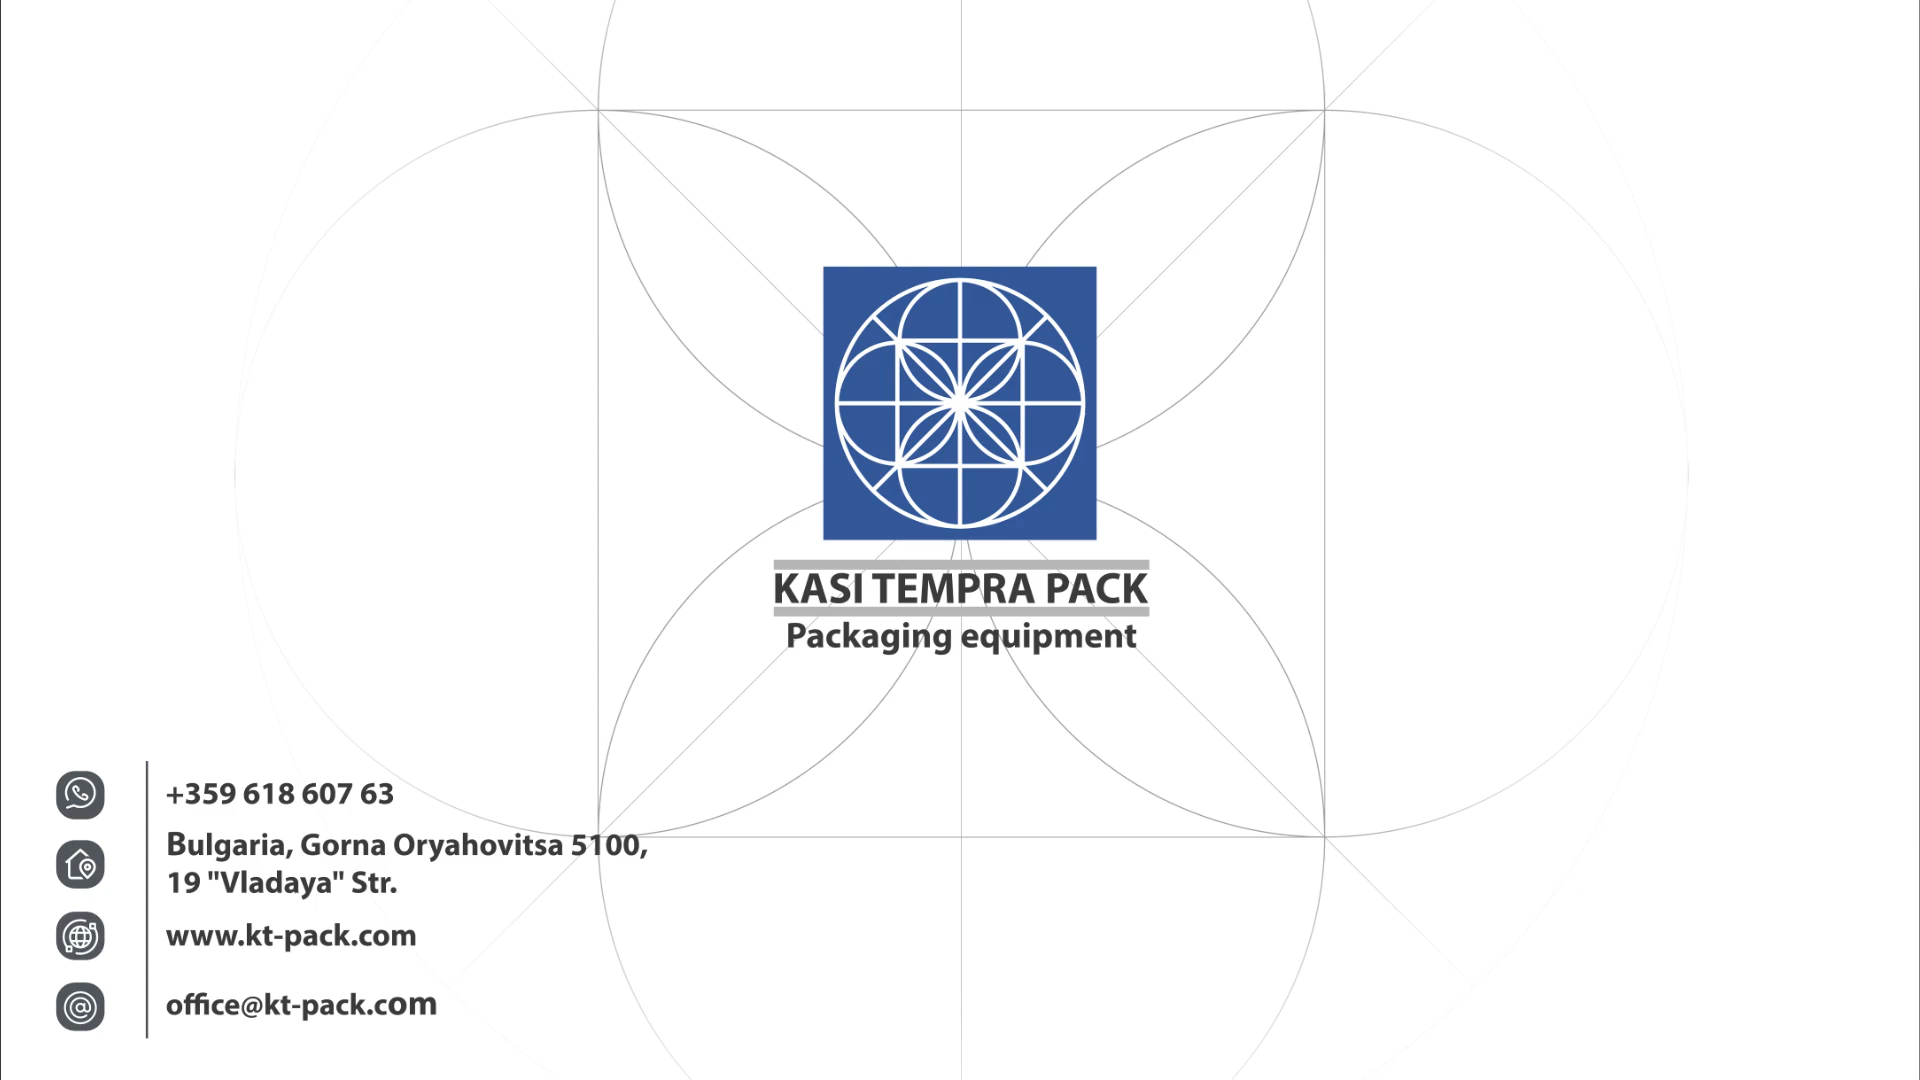 KASI TEMPRA PACK
Packaging equipment
+359 618 607 63
Bulgaria, Gorna Oryahovitsa 5100,
19 "Vladaya" Str.
www.kt-pack.com
office@kt-pack.com